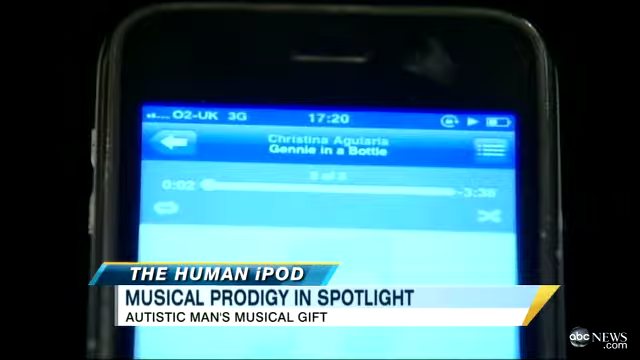 O2-UK 3G 17:20
Christina Agularia
Gennie in a Bottle
3 of 3
0:02 -3:38
THE HUMAN iPOD
MUSICAL PRODIGY IN SPOTLIGHT
AUTISTIC MAN'S MUSICAL GIFT
abc NEWS
.com